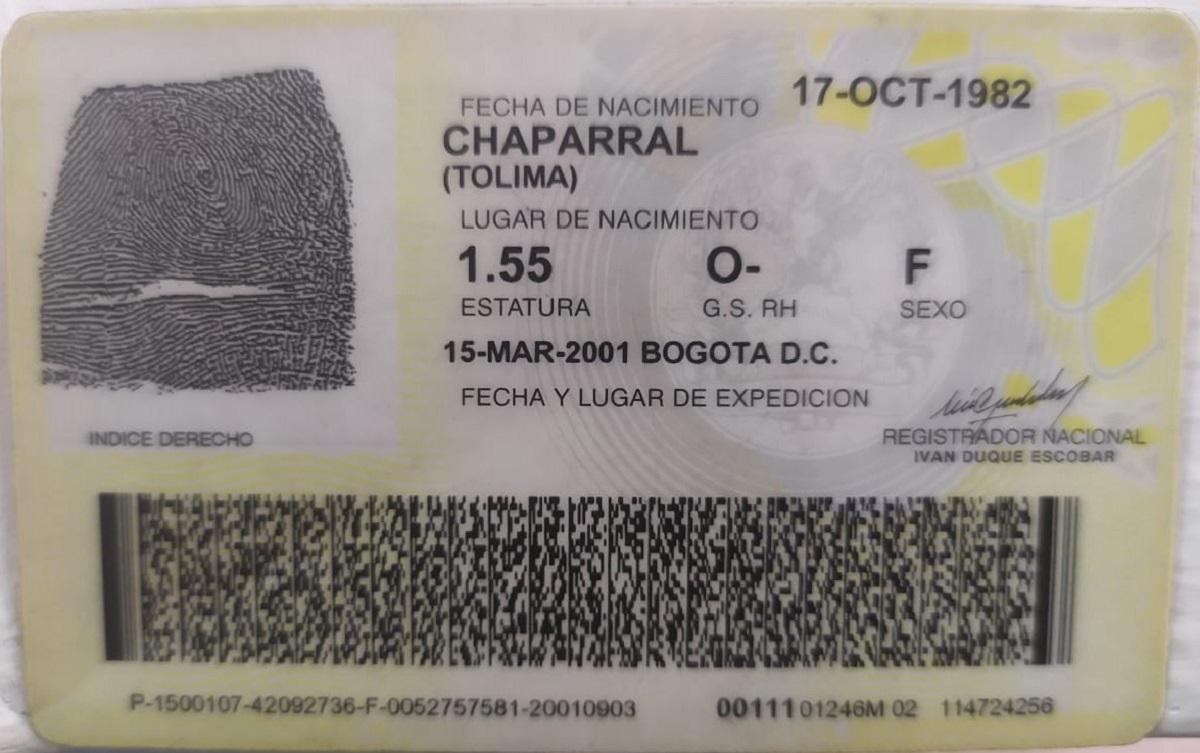 FECHA DE NACIMIENTO 17-OCT-1982
CHAPARRAL
(TOLIMA)
LUGAR DE NACIMIENTO
1.55 O- F
ESTATURA G.S. RH SEXO
15-MAR-2001 BOGOTA D.C.
FECHA Y LUGAR DE EXPEDICION
INDICE DERECHO
REGISTRADOR NACIONAL
IVAN DUQUE ESCOBAR
P-1500107-42092736-F-0052757581-20010903 00111 01246M 02 114724256